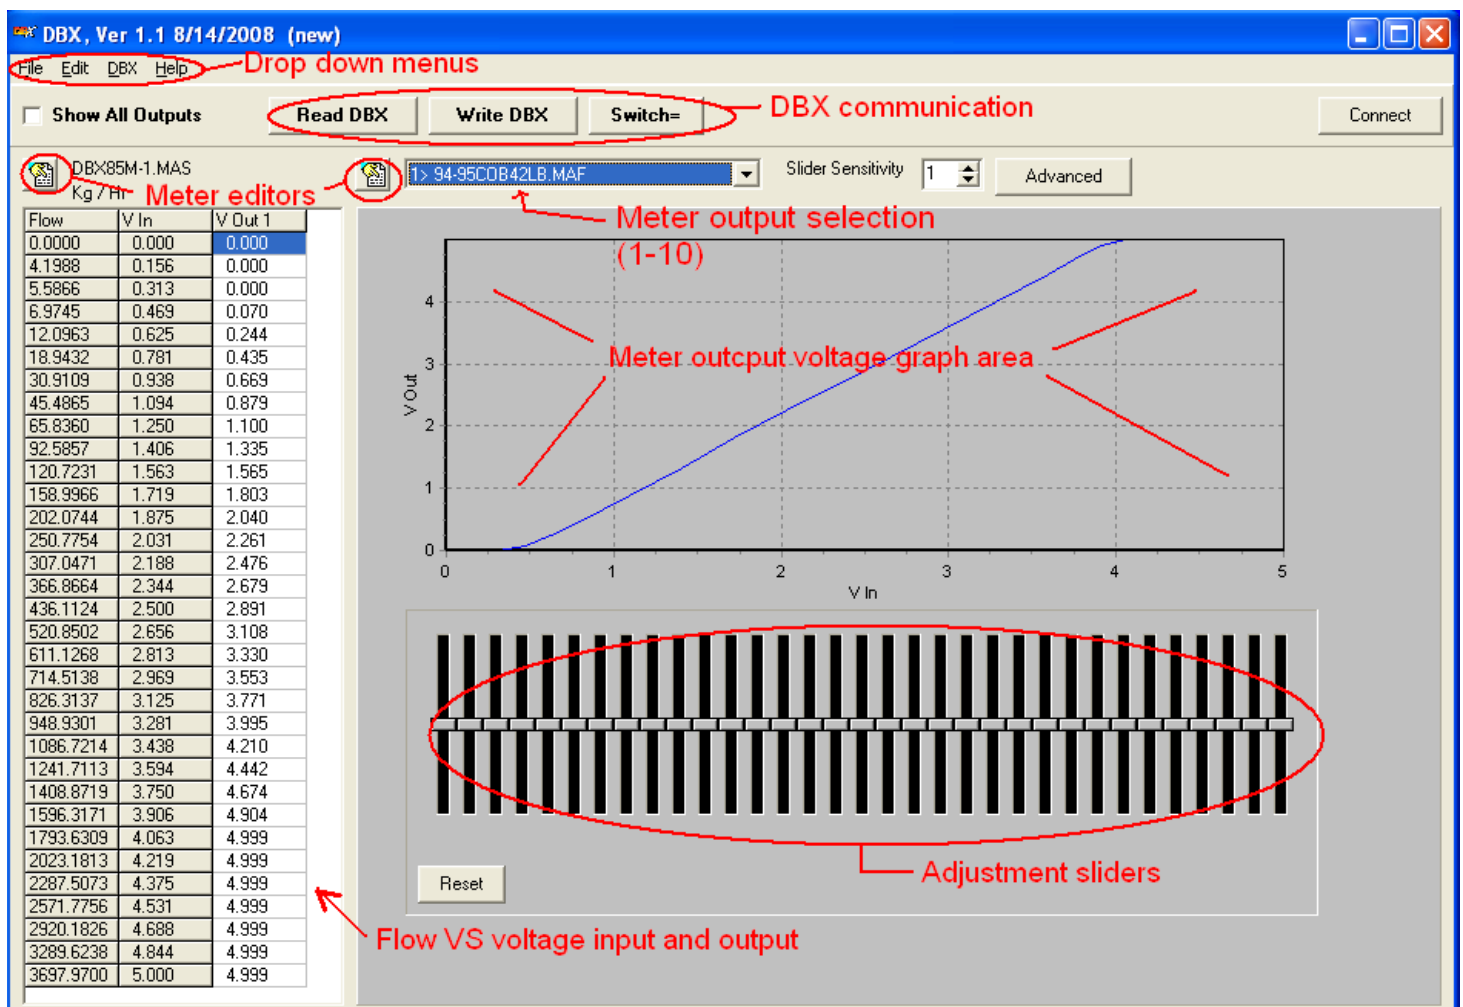 DBX, Ver 1.1 8/14/2008 (new)
File Edit DBX Help
Drop down menus
Show All Outputs
Read DBX
Write DBX
Switch=
DBX communication
Connect
DBX85M-1.MAS
Kg / Hr
Meter editors
1> 94-95COB42LB.MAF
Slider Sensitivity
1
Advanced
Meter output selection
(1-10)
Flow V In V Out 1
0.0000 0.000 0.000
4.1988 0.156 0.000
5.5866 0.313 0.000
6.9745 0.469 0.070
12.0963 0.625 0.244
18.9432 0.781 0.435
30.9109 0.938 0.669
45.4865 1.094 0.879
65.8360 1.250 1.100
92.5857 1.406 1.335
120.7231 1.563 1.565
158.9966 1.719 1.803
202.0744 1.875 2.040
250.7754 2.031 2.261
307.0471 2.188 2.476
366.8664 2.344 2.679
436.1124 2.500 2.891
520.8502 2.656 3.108
611.1268 2.813 3.330
714.5138 2.969 3.553
826.3137 3.125 3.771
948.9301 3.281 3.995
1086.7214 3.438 4.210
1241.7113 3.594 4.442
1408.8719 3.750 4.674
1596.3171 3.906 4.904
1793.6309 4.063 4.999
2023.1813 4.219 4.999
2287.5073 4.375 4.999
2571.7756 4.531 4.999
2920.1826 4.688 4.999
3289.6238 4.844 4.999
3697.9700 5.000 4.999
4
3
2
1
0
V Out
Meter outcput voltage graph area
0 1 2 3 4 5
V In
Adjustment sliders
Reset
Flow VS voltage input and output